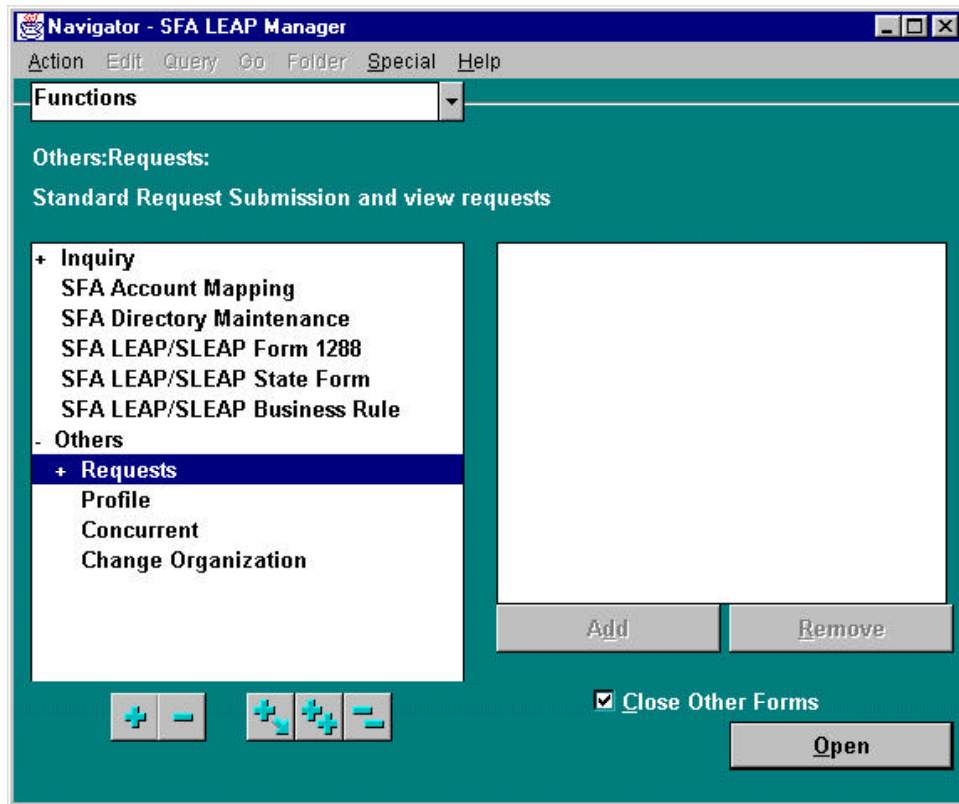 Navigator - SFA LEAP Manager
Action Edit Query Go Folder Special Help
Functions
Others:Requests:
Standard Request Submission and view requests
+ Inquiry
SFA Account Mapping
SFA Directory Maintenance
SFA LEAP/SLEAP Form 1288
SFA LEAP/SLEAP State Form
SFA LEAP/SLEAP Business Rule
- Others
+ Requests
Profile
Concurrent
Change Organization
Add Remove
Close Other Forms
Open